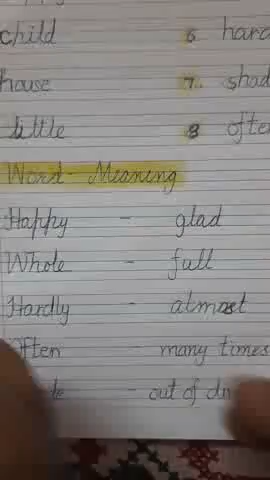 child 6 hard
house 7. shad
little 8 ofte
Word - Meaning
Happy - glad
Whole - full
Hardly - almost
Often - many times
- out of